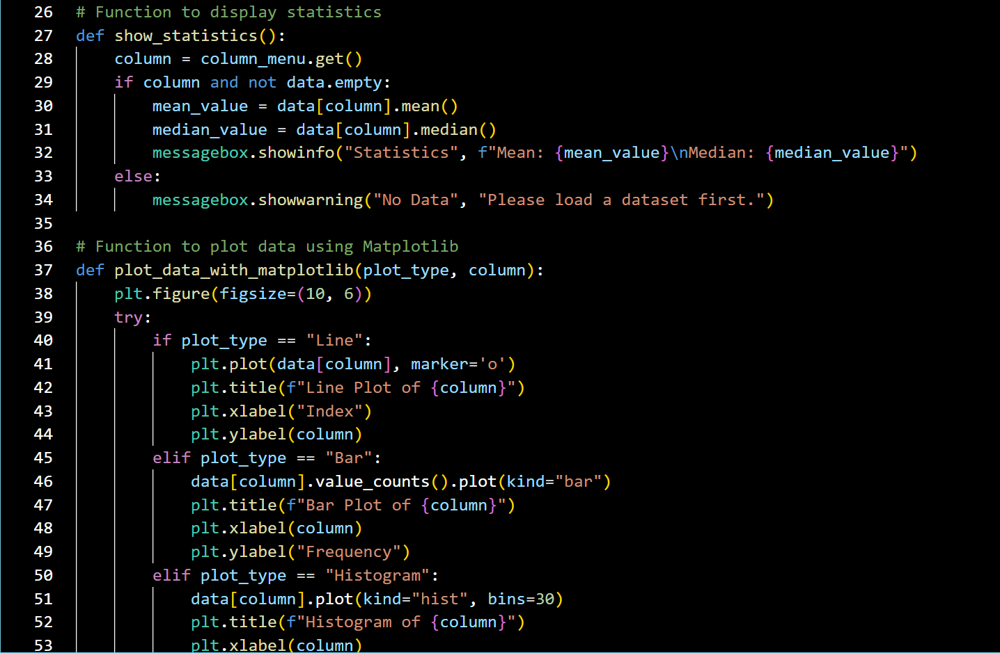 26 # Function to display statistics
27 def show_statistics():
28     column = column_menu.get()
29     if column and not data.empty:
30         mean_value = data[column].mean()
31         median_value = data[column].median()
32         messagebox.showinfo("Statistics", f"Mean: {mean_value}\nMedian: {median_value}")
33     else:
34         messagebox.showwarning("No Data", "Please load a dataset first.")
35
36 # Function to plot data using Matplotlib
37 def plot_data_with_matplotlib(plot_type, column):
38     plt.figure(figsize=(10, 6))
39     try:
40         if plot_type == "Line":
41             plt.plot(data[column], marker='o')
42             plt.title(f"Line Plot of {column}")
43             plt.xlabel("Index")
44             plt.ylabel(column)
45         elif plot_type == "Bar":
46             data[column].value_counts().plot(kind="bar")
47             plt.title(f"Bar Plot of {column}")
48             plt.xlabel(column)
49             plt.ylabel("Frequency")
50         elif plot_type == "Histogram":
51             data[column].plot(kind="hist", bins=30)
52             plt.title(f"Histogram of {column}")
53             plt.xlabel(column)